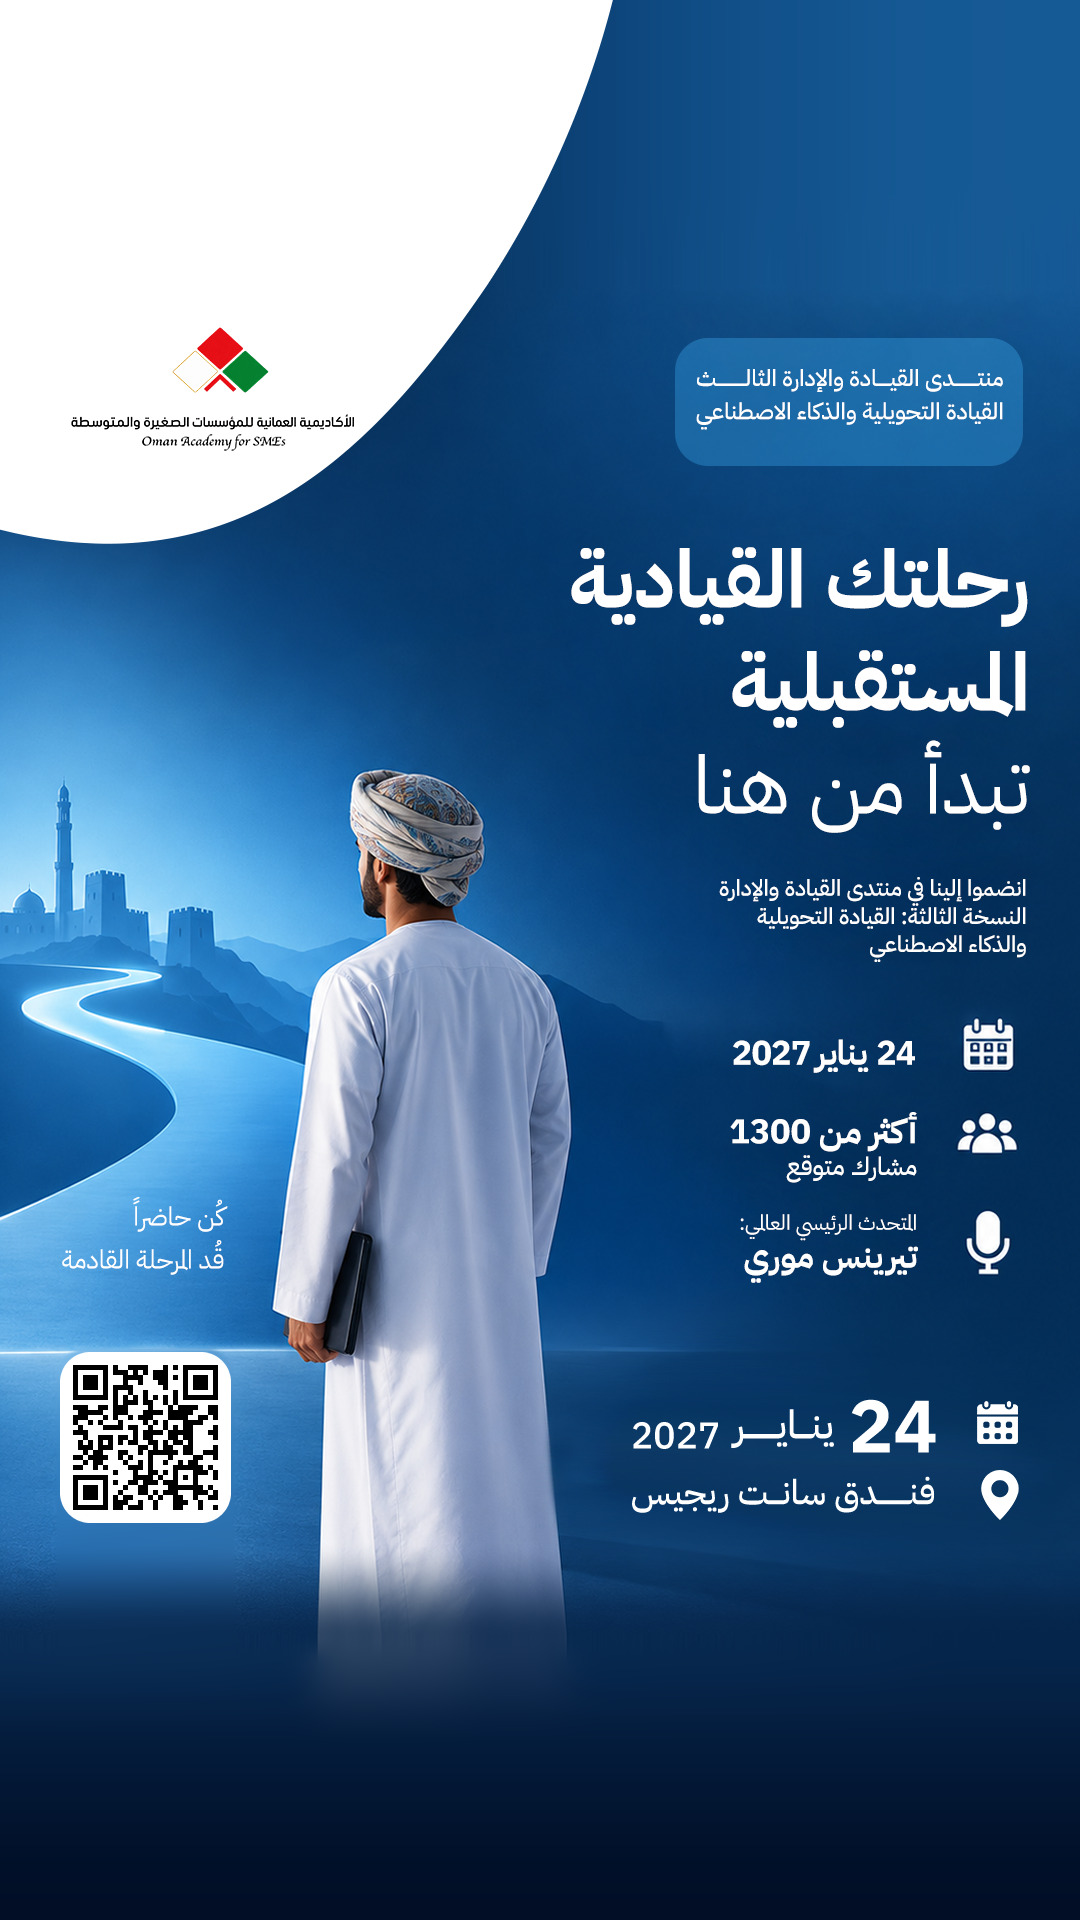 الأكاديمية العمانية للمؤسسات الصغيرة والمتوسطة
Oman Academy for SMEs
منتـــدى القيـادة والإدارة الثالـــث
القيادة التحويلية والذكاء الاصطناعي
رحلتك القيادية
المستقبلية
تبدأ من هنا
انضموا إلينا في منتدى القيادة والإدارة
النسخة الثالثة: القيادة التحويلية
والذكاء الاصطناعي
24 يناير 2027
أكثر من 1300
مشارك متوقع
المتحدث الرئيسي العالمي:
تيرينس موري
كُن حاضراً
قُد المرحلة القادمة
24 ينـايـــر 2027
فنـــدق سانـت ريجيس